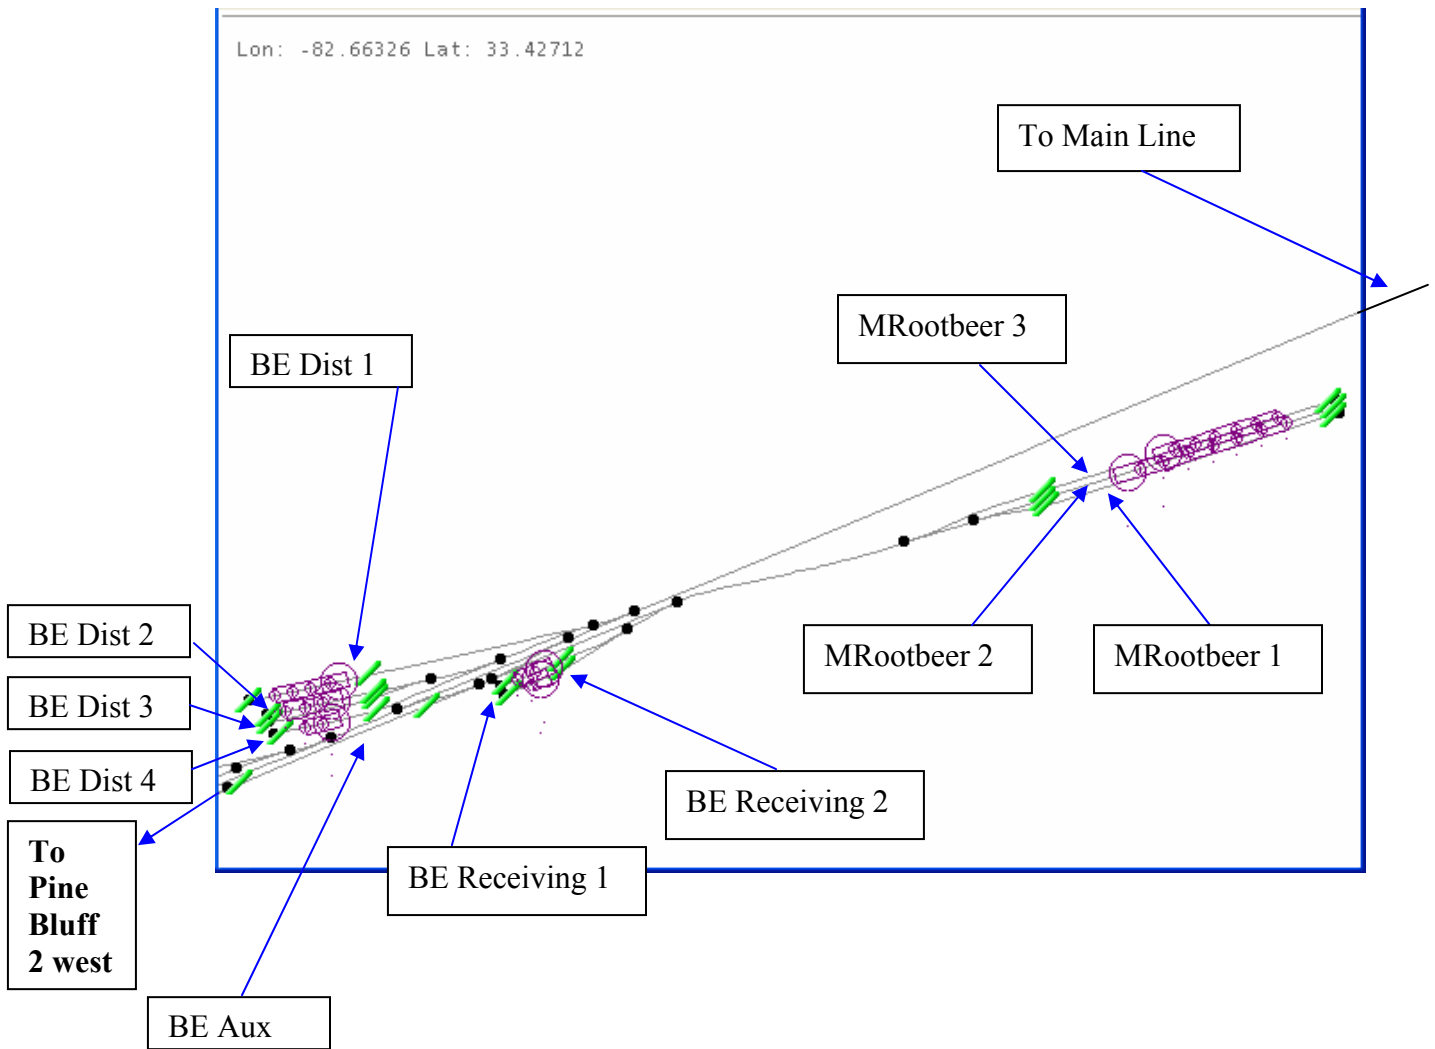 Lon: -82.66326 Lat: 33.42712
To Main Line
MRootbeer 3
BE Dist 1
BE Dist 2
MRootbeer 2
MRootbeer 1
BE Dist 3
BE Dist 4
BE Receiving 2
To
Pine
Bluff
2 west
BE Receiving 1
BE Aux